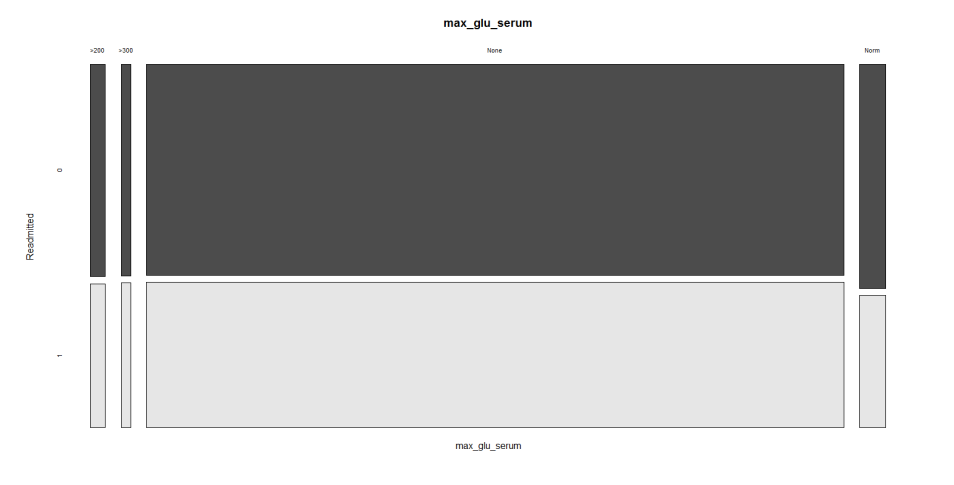 max_glu_serum
>200 >300 None Norm
0
Readmitted
1
max_glu_serum